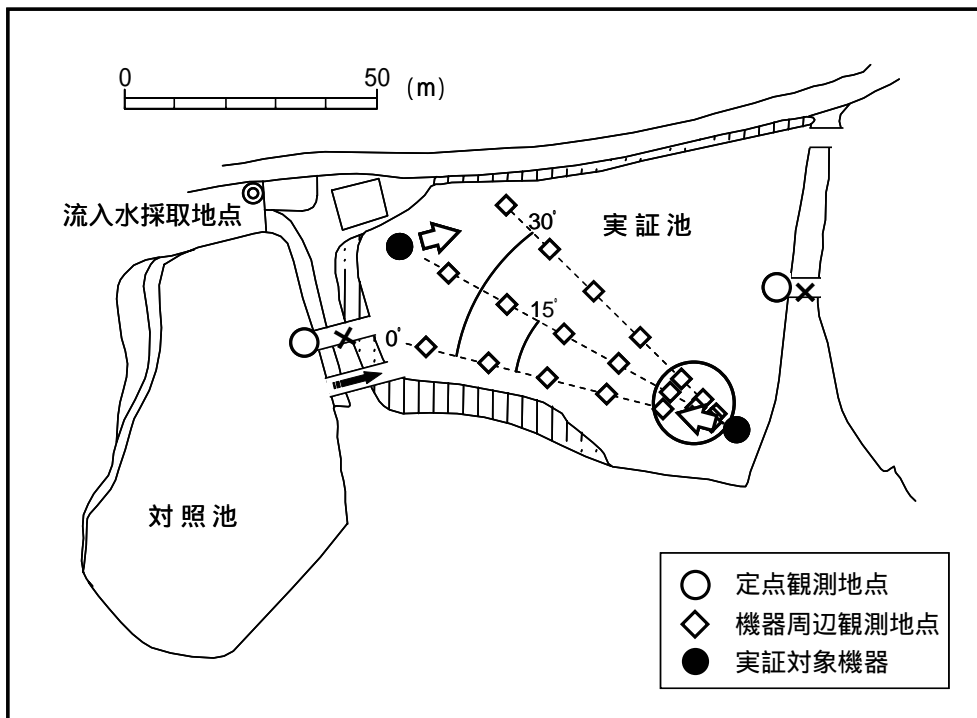 0 50 (m)
流入水採取地点
実証池
30°
15°
0°
対照池
定点観測地点
機器周辺観測地点
実証対象機器